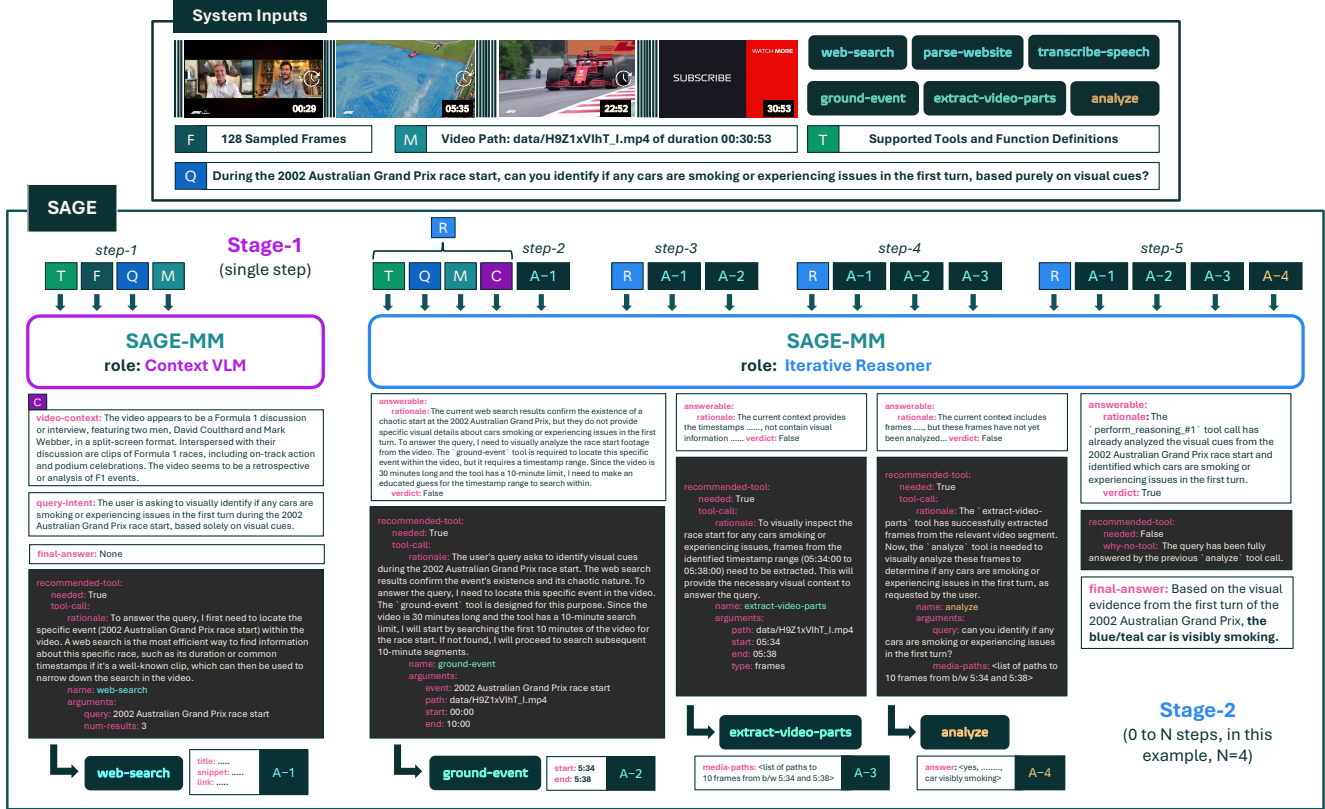 System Inputs
00:29
05:35
22:52
SUBSCRIBE
WATCH MORE
30:53
web-search
parse-website
transcribe-speech
ground-event
extract-video-parts
analyze
F
128 Sampled Frames
M
Video Path: data/H9Z1xVIhT_I.mp4 of duration 00:30:53
T
Supported Tools and Function Definitions
Q
During the 2002 Australian Grand Prix race start, can you identify if any cars are smoking or experiencing issues in the first turn, based purely on visual cues?
SAGE
step-1
Stage-1
(single step)
T
F
Q
M
R
step-2
T
Q
M
C
A-1
step-3
R
A-1
A-2
step-4
R
A-1
A-2
A-3
step-5
R
A-1
A-2
A-3
A-4
SAGE-MM
role: Context VLM
SAGE-MM
role: Iterative Reasoner
C
video-context: The video appears to be a Formula 1 discussion
or interview, featuring two men, David Coulthard and Mark
Webber, in a split-screen format. Interspersed with their
discussion are clips of Formula 1 races, including on-track action
and podium celebrations. The video seems to be a retrospective
or analysis of F1 events.
query-intent: The user is asking to visually identify if any cars are
smoking or experiencing issues in the first turn during the 2002
Australian Grand Prix race start, based solely on visual cues.
final-answer: None
recommended-tool:
needed: True
tool-call:
rationale: To answer the query, I first need to locate the
specific event (2002 Australian Grand Prix race start) within the
video. A web search is the most efficient way to find information
about this specific race, such as its duration or common
timestamps if it's a well-known clip, which can then be used to
narrow down the search in the video.
name: web-search
arguments:
query: 2002 Australian Grand Prix race start
num-results: 3
web-search
title: .....
snippet: .....
link: .....
A-1
answerable:
rationale: The current web search results confirm the existence of a
chaotic start at the 2002 Australian Grand Prix, but they do not provide
specific visual details about cars smoking or experiencing issues in the first
turn. To answer the query, I need to visually analyze the race start footage
from the video. The `ground-event` tool is required to locate this specific
event within the video, but it requires a timestamp range. Since the video is
30 minutes long and the tool has a 10-minute limit, I need to make an
educated guess for the timestamp range to search within.
verdict: False
recommended-tool:
needed: True
tool-call:
rationale: The user's query asks to identify visual cues
during the 2002 Australian Grand Prix race start. The web search
results confirm the event's existence and its chaotic nature. To
answer the query, I need to locate this specific event in the video.
The `ground-event` tool is designed for this purpose. Since the
video is 30 minutes long and the tool has a 10-minute search
limit, I will start by searching the first 10 minutes of the video for
the race start. If not found, I will proceed to search subsequent
10-minute segments.
name: ground-event
arguments:
event: 2002 Australian Grand Prix race start
path: data/H9Z1xVIhT_I.mp4
start: 00:00
end: 10:00
ground-event
start: 5:34
end: 5:38
A-2
answerable:
rationale: The current context provides
the timestamps ......, not contain visual
information ...... verdict: False
recommended-tool:
needed: True
tool-call:
rationale: To visually inspect the
race start for any cars smoking or
experiencing issues, frames from the
identified timestamp range (05:34:00 to
05:38:00) need to be extracted. This will
provide the necessary visual context to
answer the query.
name: extract-video-parts
arguments:
path: data/H9Z1xVIhT_I.mp4
start: 05:34
end: 05:38
type: frames
extract-video-parts
media-paths: <list of paths to
10 frames from b/w 5:34 and 5:38>
A-3
answerable:
rationale: The current context includes
frames ...., but these frames have not yet
been analyzed... verdict: False
recommended-tool:
needed: True
tool-call:
rationale: The `extract-video-
parts` tool has successfully extracted
frames from the relevant video segment.
Now, the `analyze` tool is needed to
visually analyze these frames to
determine if any cars are smoking or
experiencing issues in the first turn, as
requested by the user.
name: analyze
arguments:
query: can you identify if any
cars are smoking or experiencing issues
in the first turn?
media-paths: <list of paths to
10 frames from b/w 5:34 and 5:38>
analyze
answer: <yes, ........,
car visibly smoking>
A-4
answerable:
rationale: The
`perform_reasoning_#1` tool call has
already analyzed the visual cues from the
2002 Australian Grand Prix race start and
identified which cars are smoking or
experiencing issues in the first turn.
verdict: True
recommended-tool:
needed: False
why-no-tool: The query has been fully
answered by the previous `analyze` tool call.
final-answer: Based on the visual
evidence from the first turn of the
2002 Australian Grand Prix, the
blue/teal car is visibly smoking.
Stage-2
(0 to N steps, in this
example, N=4)